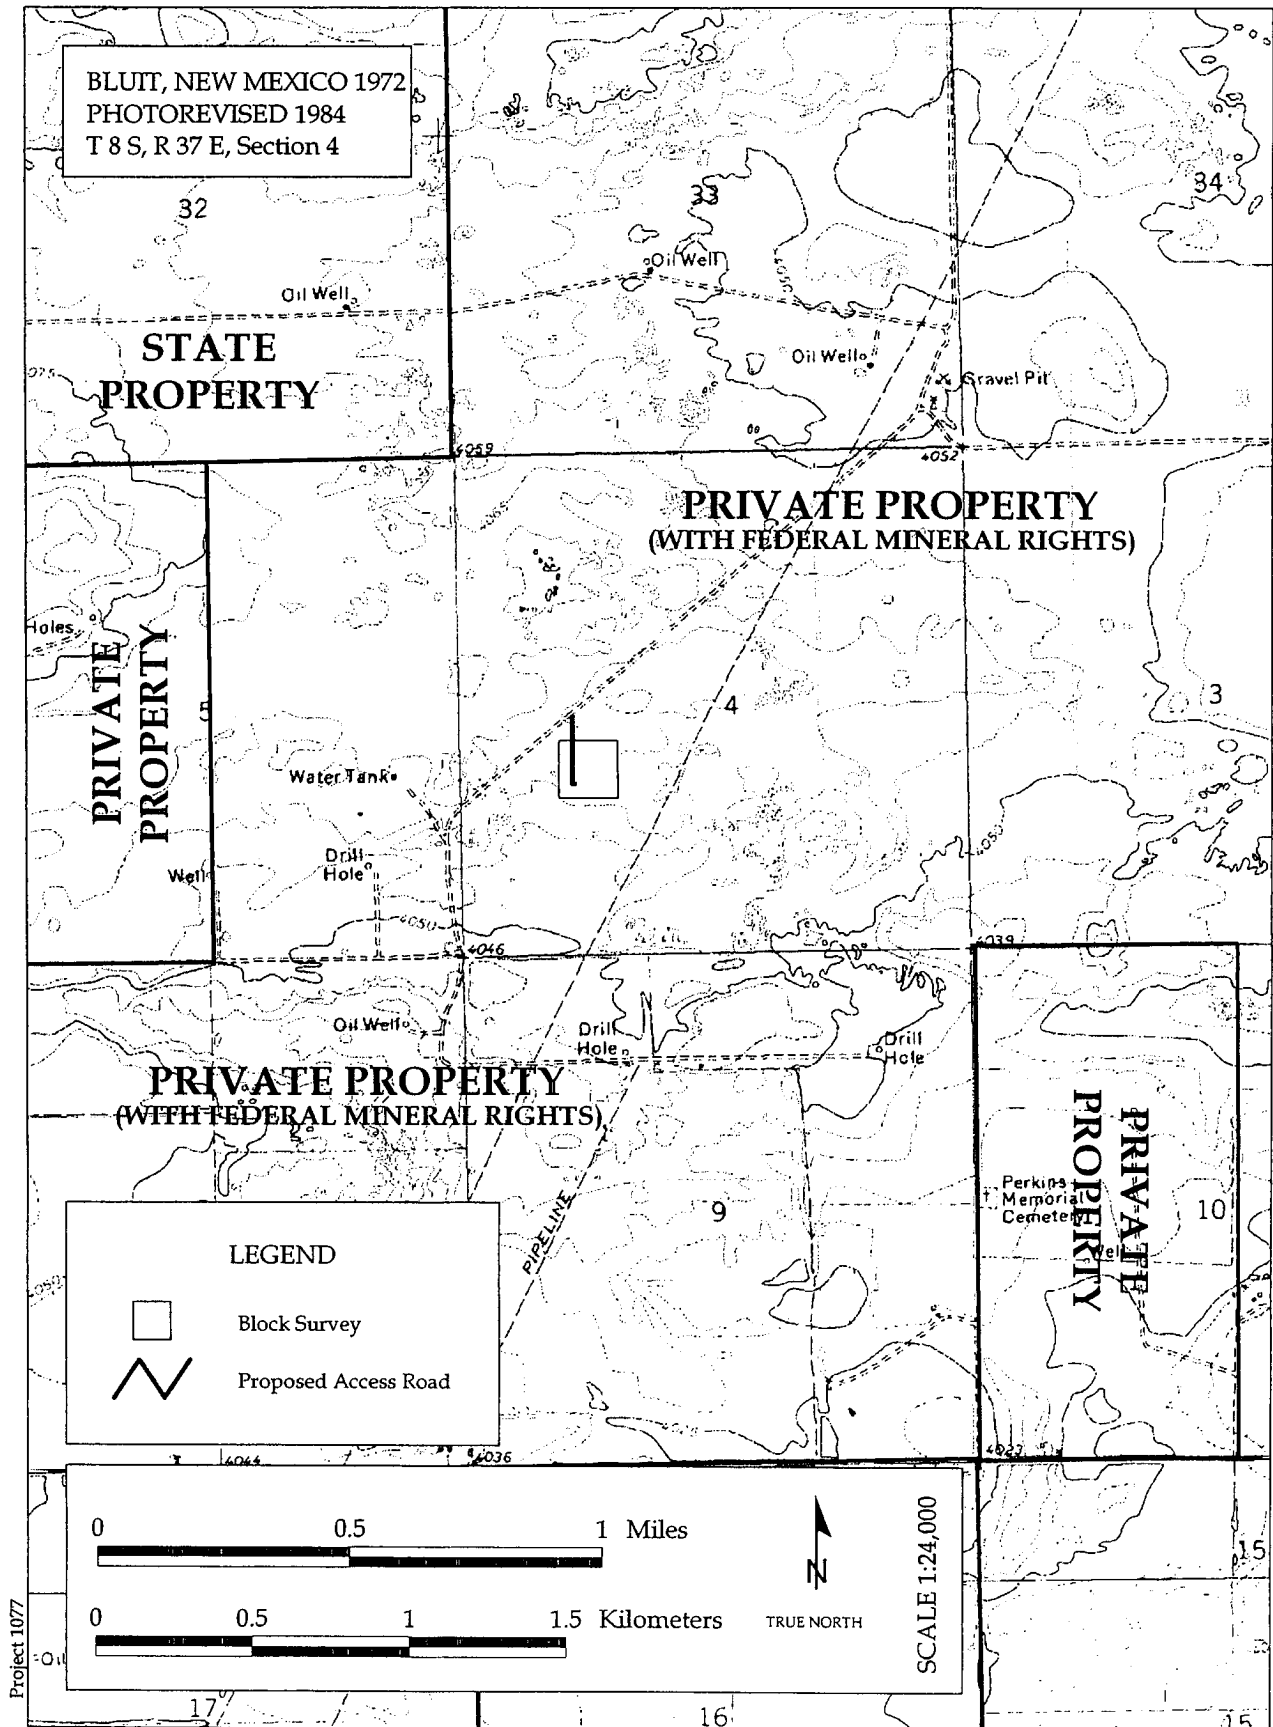 BLUIT, NEW MEXICO 1972
PHOTOREVISED 1984
T 8 S, R 37 E, Section 4
32
33
34
Oil Well
Oil Well
Oil Well
Gravel Pit
4050
STATE
PROPERTY
4059
4052
PRIVATE PROPERTY
(WITH FEDERAL MINERAL RIGHTS)
4065
Holes
PRIVATE
PROPERTY
5
4
3
Water Tank
Drill
Hole
Well
4050
4050
4046
4039
Oil Well
Drill
Hole
Drill
Hole
PRIVATE PROPERTY
(WITH FEDERAL MINERAL RIGHTS)
PRIVATE
PROPERTY
Perkins
Memorial
Cemetery
Well
9
10
PIPELINE
4050
LEGEND
Block Survey
Proposed Access Road
4044
4036
4023
0 0.5 1 Miles
0 0.5 1 1.5 Kilometers
N
TRUE NORTH
SCALE 1:24,000
15
Project 1077
17
16
15